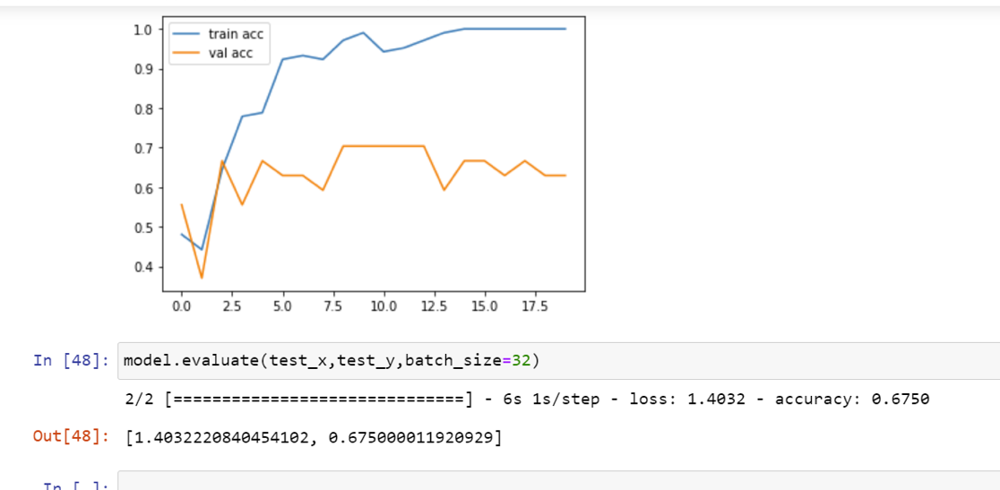 1.0
train acc
val acc
0.9
0.8
0.7
0.6
0.5
0.4
0.0 2.5 5.0 7.5 10.0 12.5 15.0 17.5
In [48]: model.evaluate(test_x,test_y,batch_size=32)
2/2 [==============================] - 6s 1s/step - loss: 1.4032 - accuracy: 0.6750
Out[48]: [1.4032220840454102, 0.675000011920929]
In [ ]: